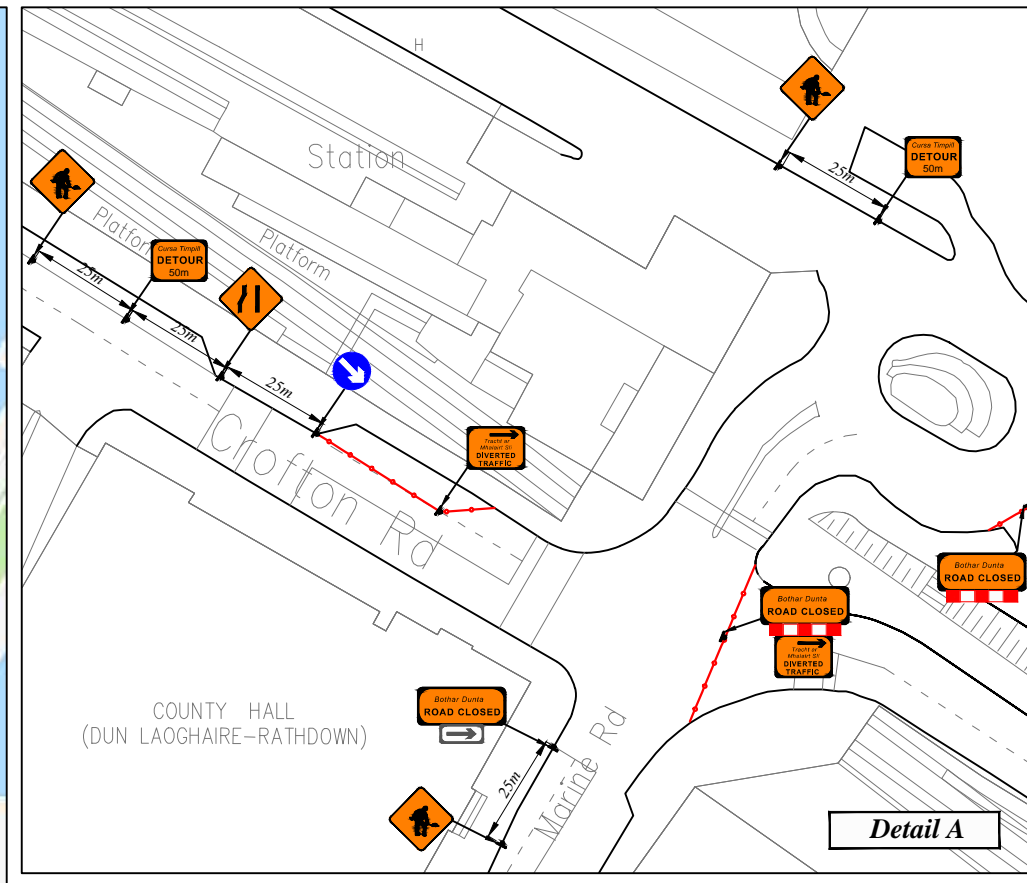 H
Station
Platform
Platform
25m
Cursa Timpill
DETOUR
50m
25m
Cursa Timpill
DETOUR
50m
25m
25m
Crofton Rd
Tracht ar
Mhalairt Slí
DIVERTED
TRAFFIC
Bothar Dunta
ROAD CLOSED
Bothar Dunta
ROAD CLOSED
Tracht ar
Mhalairt Slí
DIVERTED
TRAFFIC
COUNTY HALL
(DUN LAOGHAIRE-RATHDOWN)
Bothar Dunta
ROAD CLOSED
25m
Marine Rd
Detail A